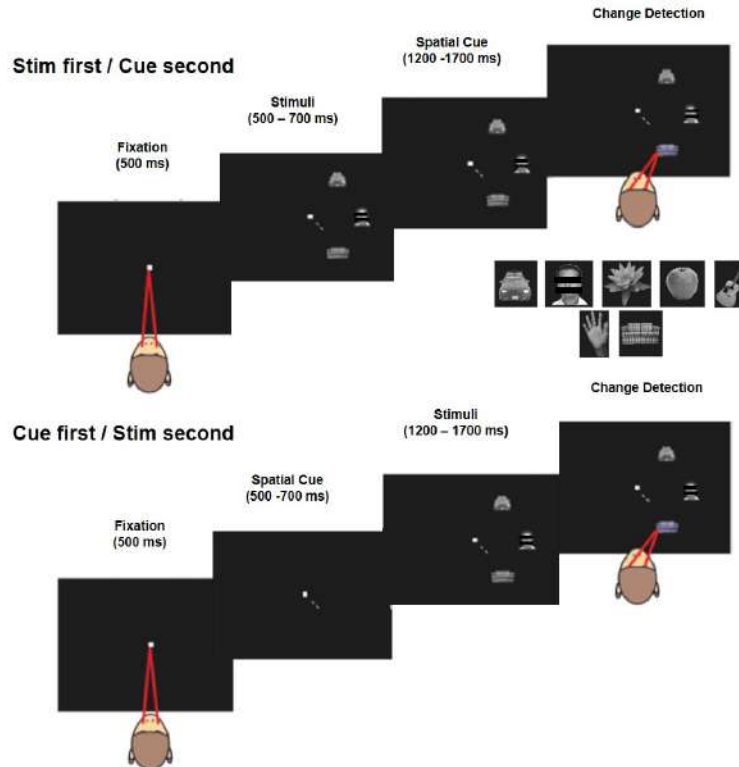 Change Detection
Spatial Cue
(1200 -1700 ms)
Stim first / Cue second
Stimuli
(500 – 700 ms)
Fixation
(500 ms)
Change Detection
Cue first / Stim second
Stimuli
(1200 – 1700 ms)
Spatial Cue
(500 -700 ms)
Fixation
(500 ms)